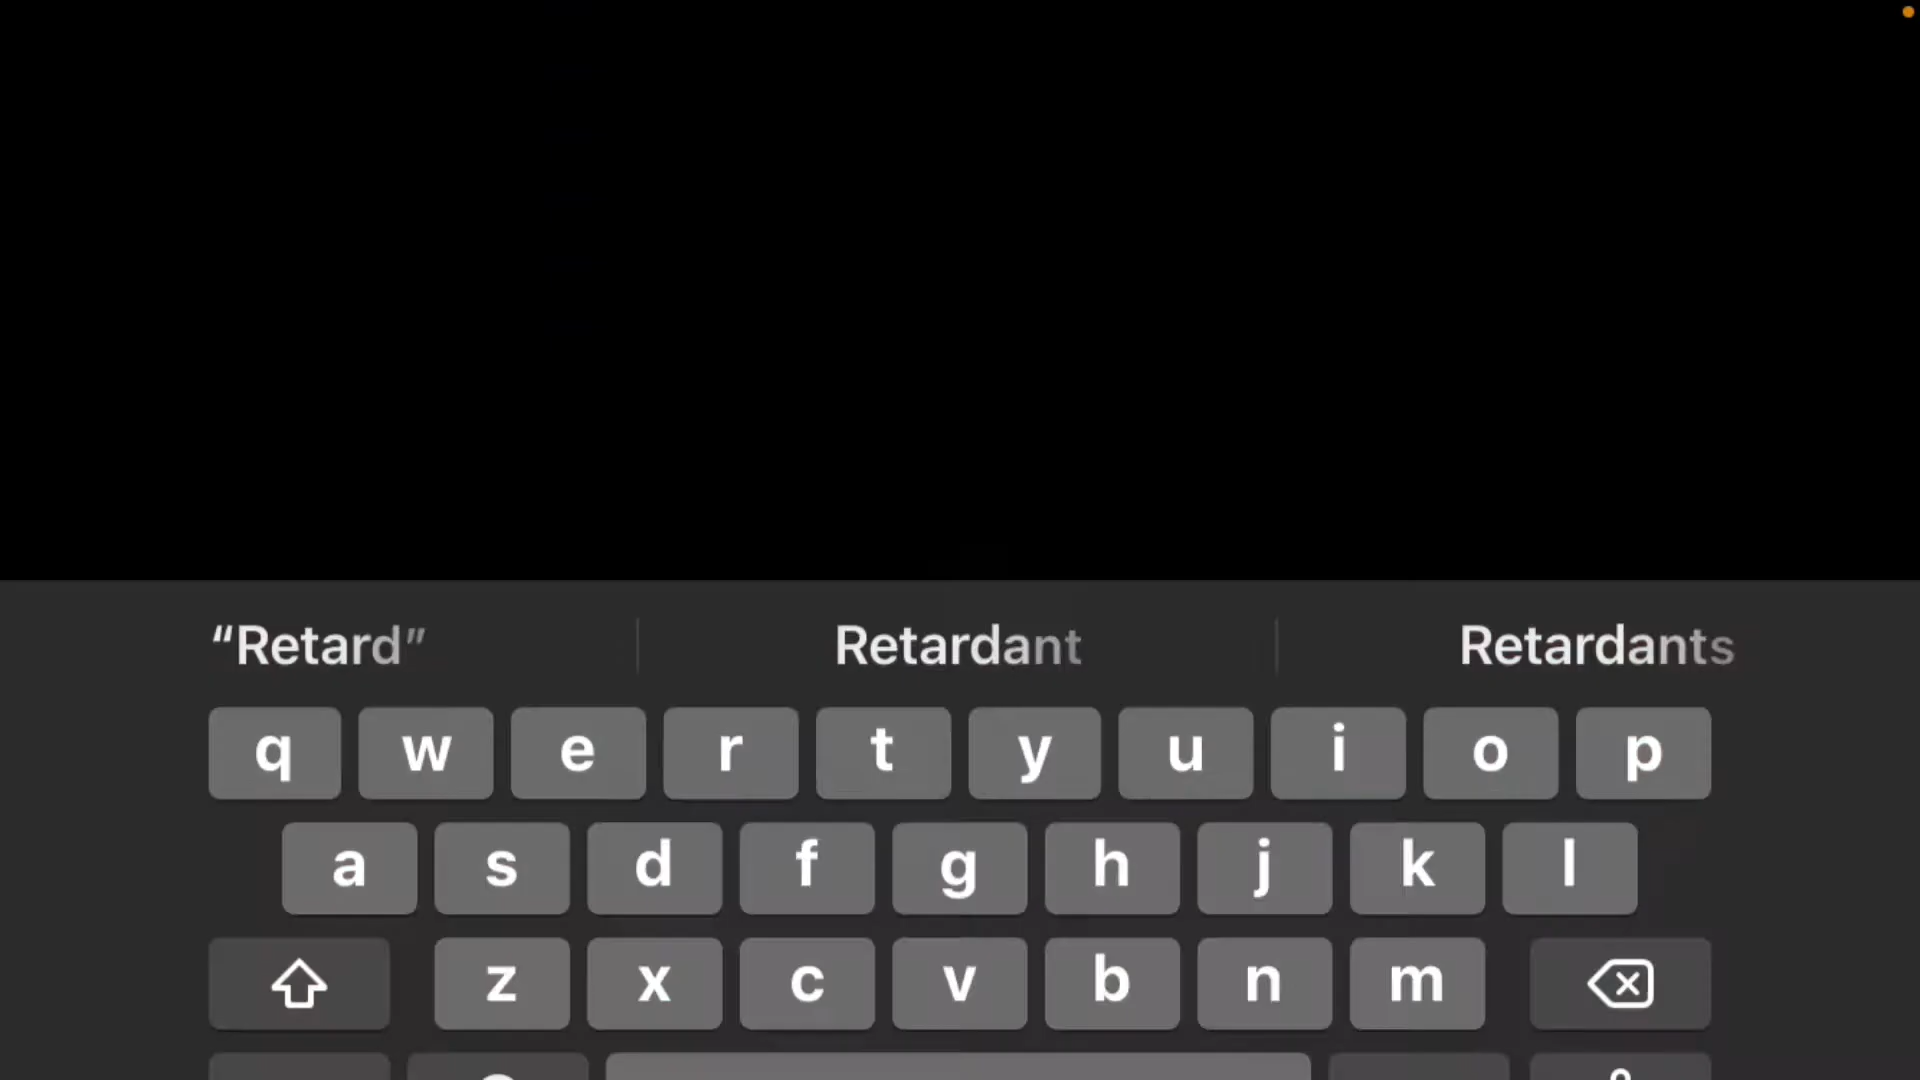 “Retard” Retardant Retardants
q w e r t y u i o p
a s d f g h j k l
z x c v b n m